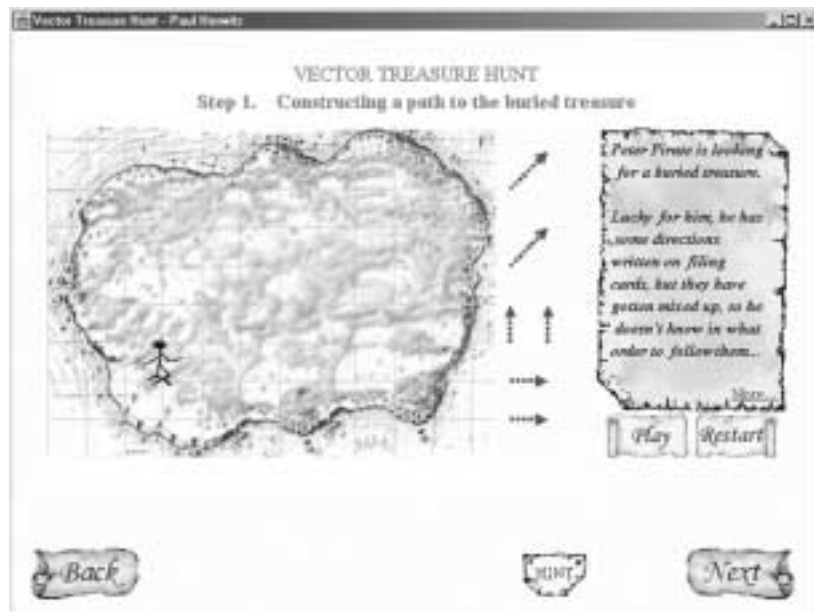 Vector Treasure Hunt - Paul Horwitz
VECTOR TREASURE HUNT
Step 1. Constructing a path to the buried treasure
Peter Pirate is looking
for a buried treasure.
Lucky for him, he has
some directions
written on filing
cards, but they have
gotten mixed up, so he
doesn't know in what
order to follow them...
More
Play
Restart
Back
HINT
Next